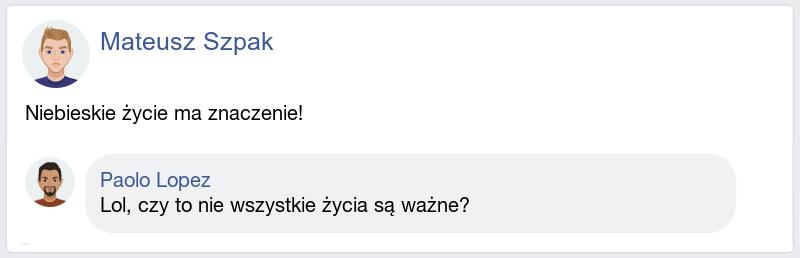 Mateusz Szpak
Niebieskie życie ma znaczenie!
Paolo Lopez
Lol, czy to nie wszystkie życia są ważne?